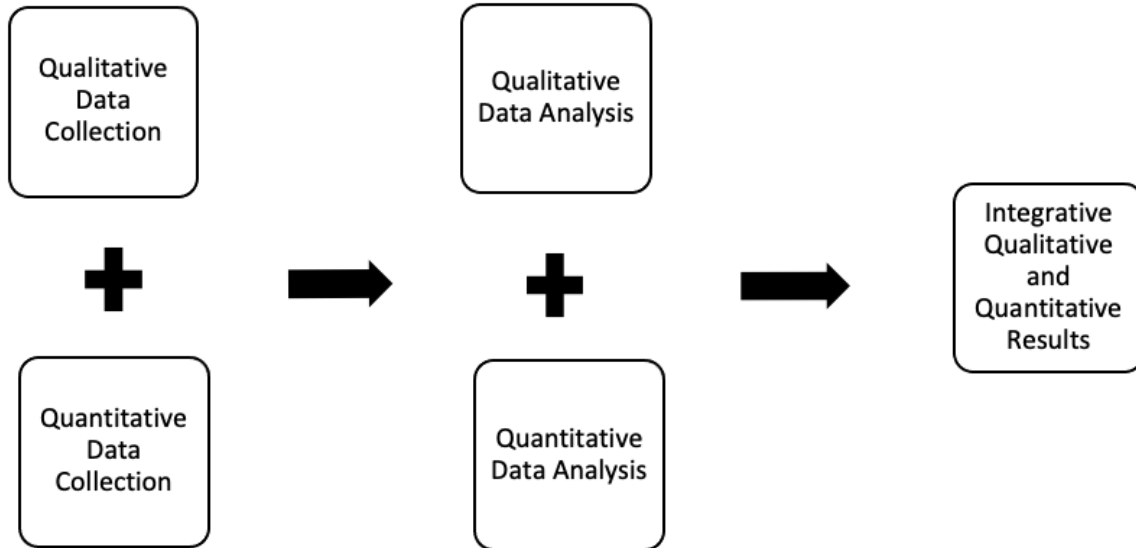 Qualitative
Data
Collection
Quantitative
Data
Collection
Qualitative
Data Analysis
Quantitative
Data Analysis
Integrative
Qualitative
and
Quantitative
Results